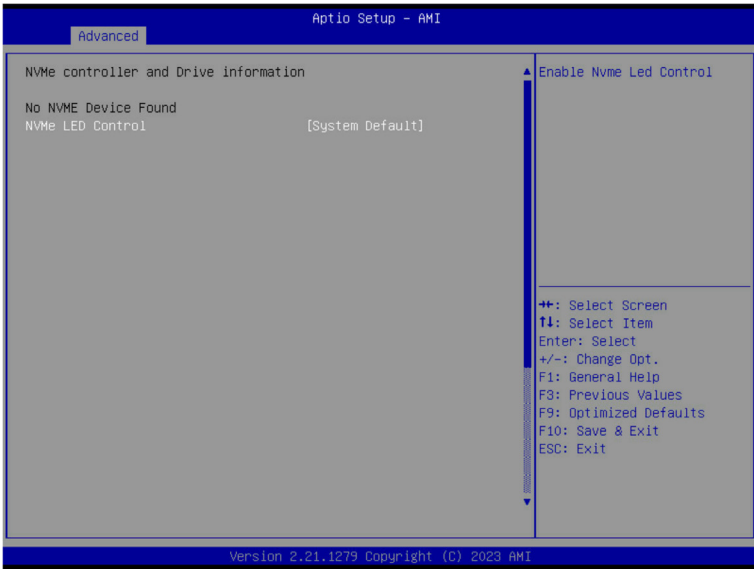 Aptio Setup – AMI
Advanced
NVMe controller and Drive information
No NVME Device Found
NVMe LED Control [System Default]
Enable Nvme Led Control
→←: Select Screen
↑↓: Select Item
Enter: Select
+/-: Change Opt.
F1: General Help
F3: Previous Values
F9: Optimized Defaults
F10: Save & Exit
ESC: Exit
Version 2.21.1279 Copyright (C) 2023 AMI